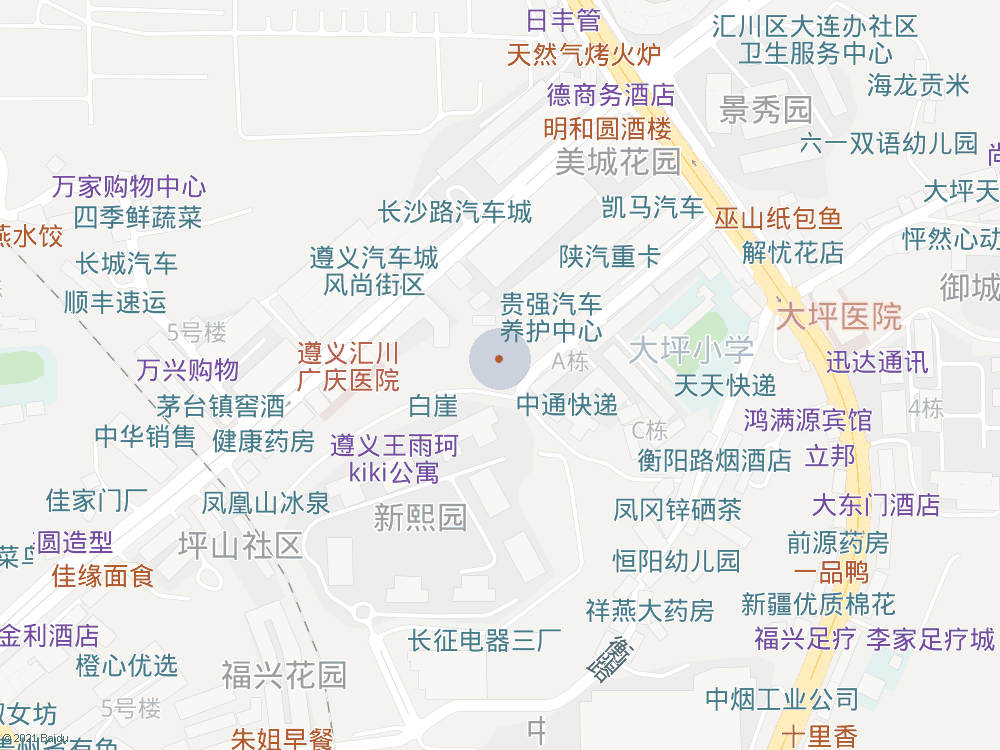 日丰管
汇川区大连办社区
卫生服务中心
天然气烤火炉
海龙贡米
德商务酒店
景秀园
明和圆酒楼
六一双语幼儿园
美城花园
尚
万家购物中心
大坪天
四季鲜蔬菜
长沙路汽车城
凯马汽车
巫山纸包鱼
燕水饺
怦然心动
解忧花店
长城汽车
遵义汽车城
风尚街区
陕汽重卡
御城
顺丰速运
贵强汽车
养护中心
大坪医院
5号楼
大坪小学
遵义汇川
广庆医院
A栋
迅达通讯
万兴购物
天天快递
茅台镇窖酒
白崖
中通快递
4栋
鸿满源宾馆
中华销售
健康药房
C栋
遵义王雨珂
kiki公寓
衡阳路烟酒店
立邦
佳家门厂
凤凰山冰泉
凤冈锌硒茶
大东门酒店
新熙园
圆造型
坪山社区
前源药房
菜鸟
恒阳幼儿园
佳缘面食
一品鸭
祥燕大药房
新疆优质棉花
金利酒店
长征电器三厂
福兴足疗
李家足疗城
橙心优选
福兴花园
衡阳路
中烟工业公司
5号楼
女坊
中
朱姐早餐
十里香
© 2021 Baidu